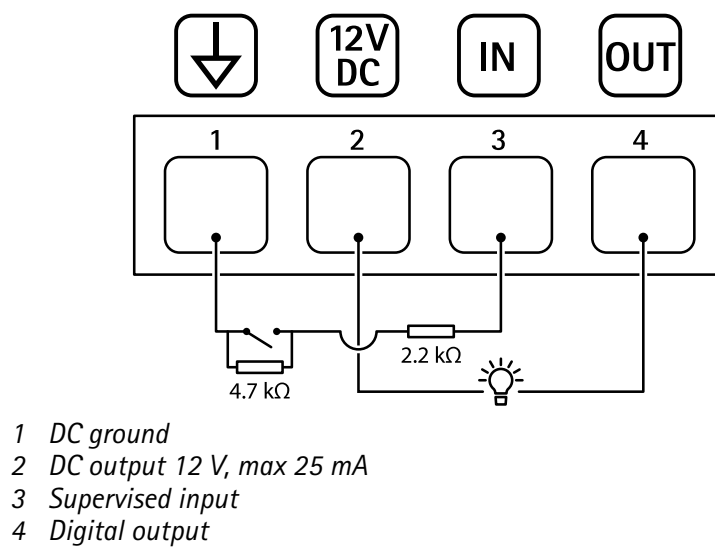 12V
DC
IN
OUT
1
2
3
4
2.2 kΩ
4.7 kΩ
1 DC ground
2 DC output 12 V, max 25 mA
3 Supervised input
4 Digital output